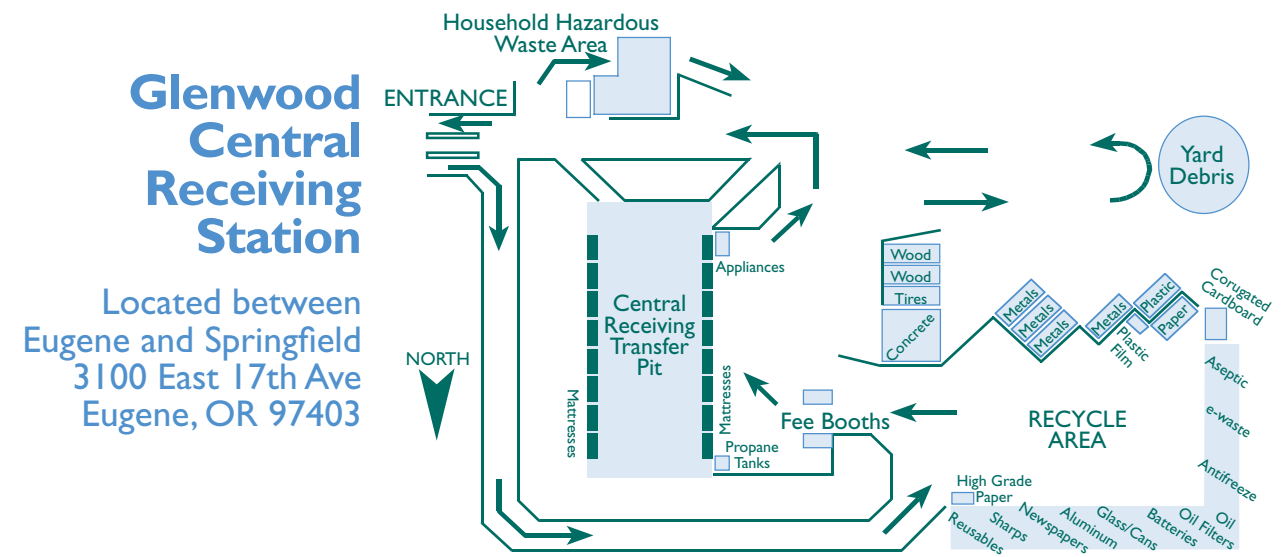 Glenwood
Central
Receiving
Station
Located between
Eugene and Springfield
3100 East 17th Ave
Eugene, OR 97403
Household Hazardous
Waste Area
ENTRANCE
NORTH
Yard
Debris
Appliances
Central
Receiving
Transfer
Pit
Mattresses
Mattresses
Propane
Tanks
Fee Booths
Wood
Wood
Tires
Concrete
Metals
Metals
Metals
Metals
Plastic
Film
Plastic
Paper
Corugated
Cardboard
Aseptic
e-waste
Antifreeze
RECYCLE
AREA
High Grade
Paper
Reusables
Sharps
Newspapers
Aluminum
Glass/Cans
Batteries
Oil Filters
Oil